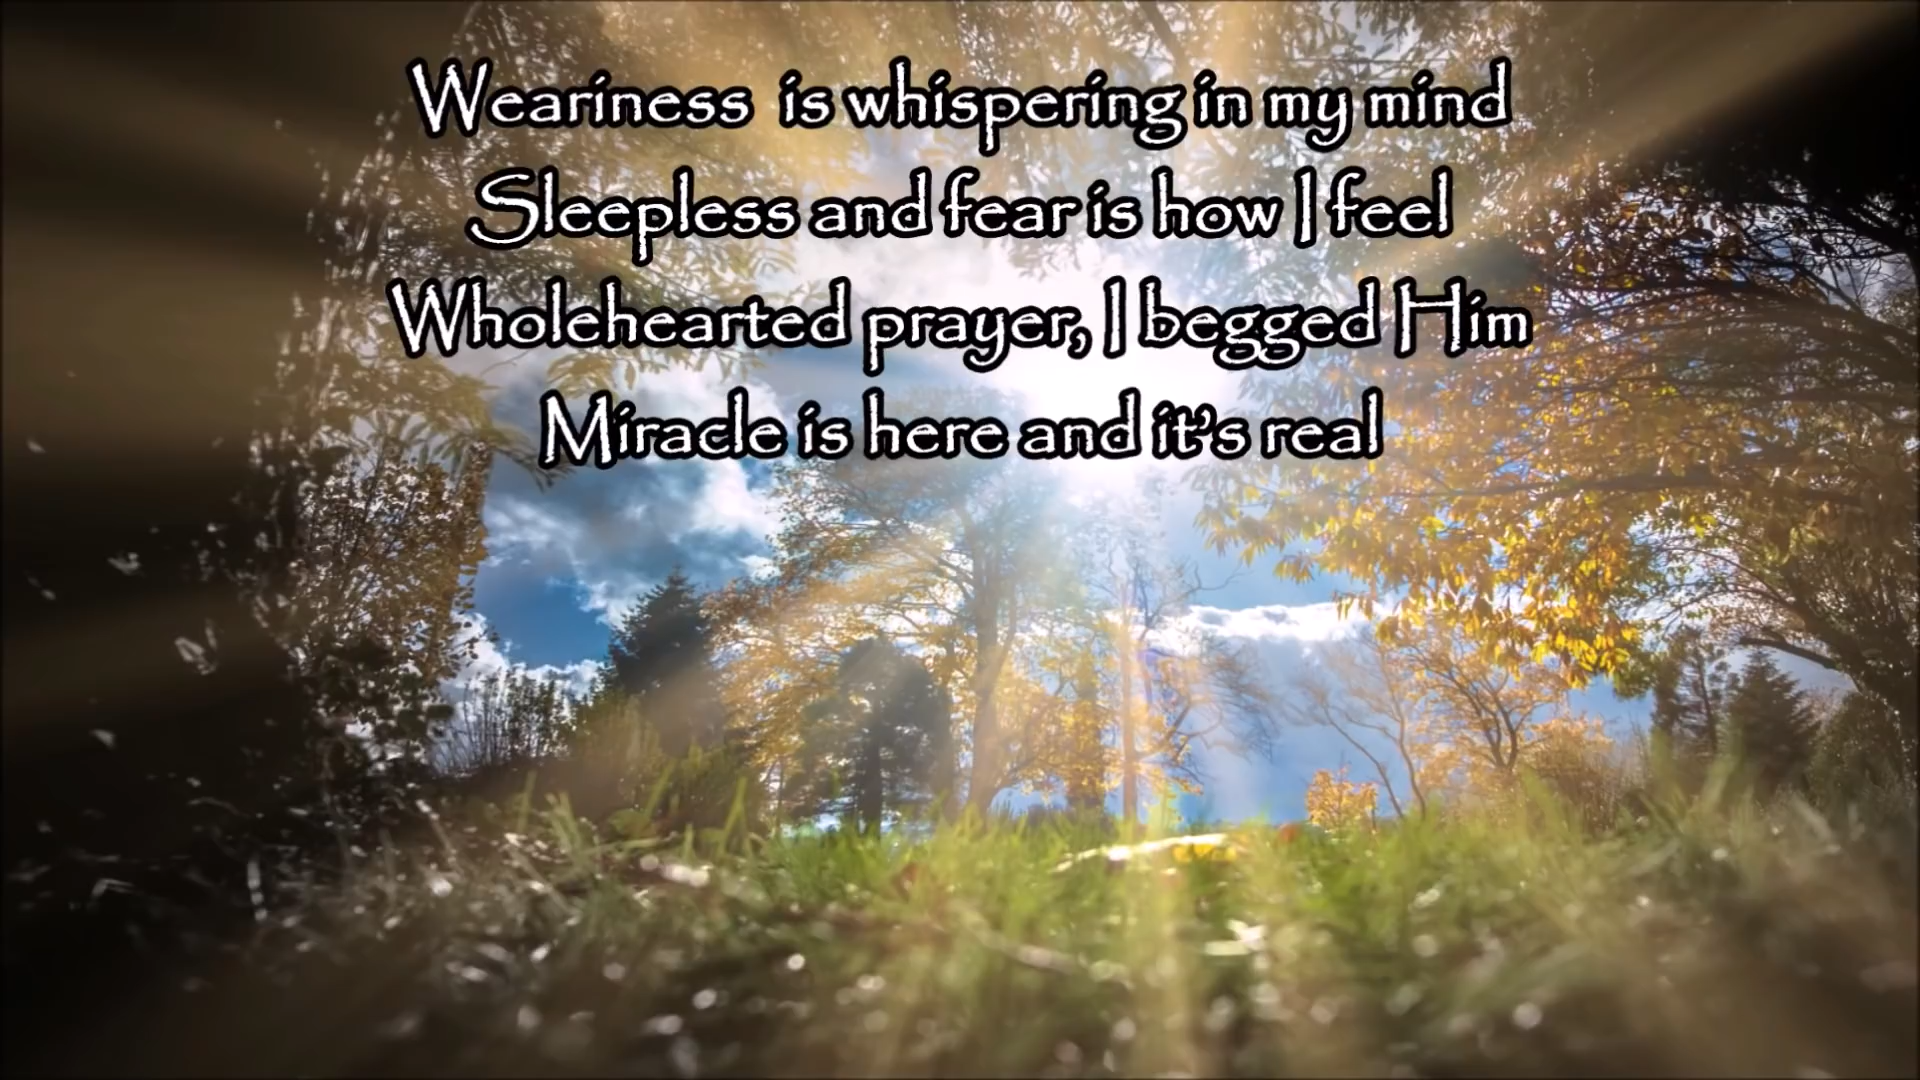 Weariness is whispering in my mind
Sleepless and fear is how I feel
Wholehearted prayer, I begged Him
Miracle is here and it's real